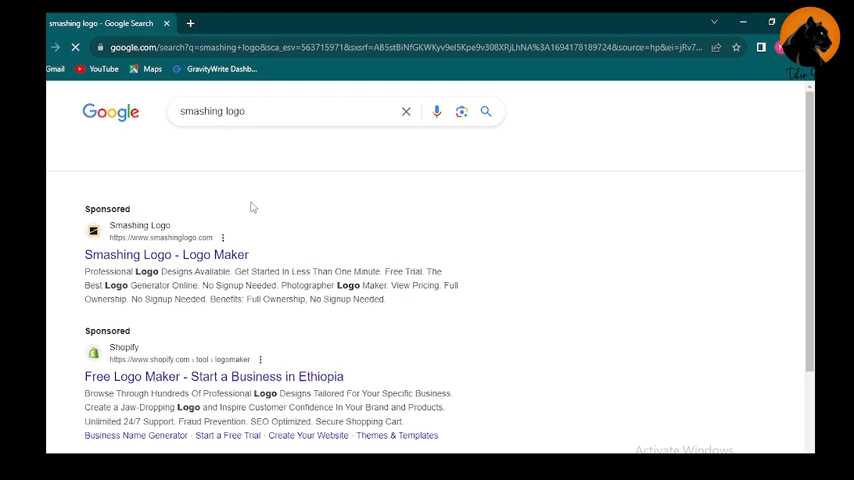 smashing logo - Google Search
google.com/search?q=smashing+logo&sca_esv=563715971&sxsrf=AB5stBiNfGKWKyv9el5Kpe9v308XRjLhNA%3A1694178189724&source=hp&ei=jRv7...
Gmail YouTube Maps GravityWrite Dashb...
Google smashing logo
Sponsored
Smashing Logo
https://www.smashinglogo.com
Smashing Logo - Logo Maker
Professional Logo Designs Available. Get Started In Less Than One Minute. Free Trial. The
Best Logo Generator Online. No Signup Needed. Photographer Logo Maker. View Pricing. Full
Ownership. No Signup Needed. Benefits: Full Ownership, No Signup Needed.
Sponsored
Shopify
https://www.shopify.com › tool › logomaker
Free Logo Maker - Start a Business in Ethiopia
Browse Through Hundreds Of Professional Logo Designs Tailored For Your Specific Business.
Create a Jaw-Dropping Logo and Inspire Customer Confidence In Your Brand and Products.
Unlimited 24/7 Support. Fraud Prevention. SEO Optimized. Secure Shopping Cart.
Business Name Generator · Start a Free Trial · Create Your Website · Themes & Templates
Activate Windows